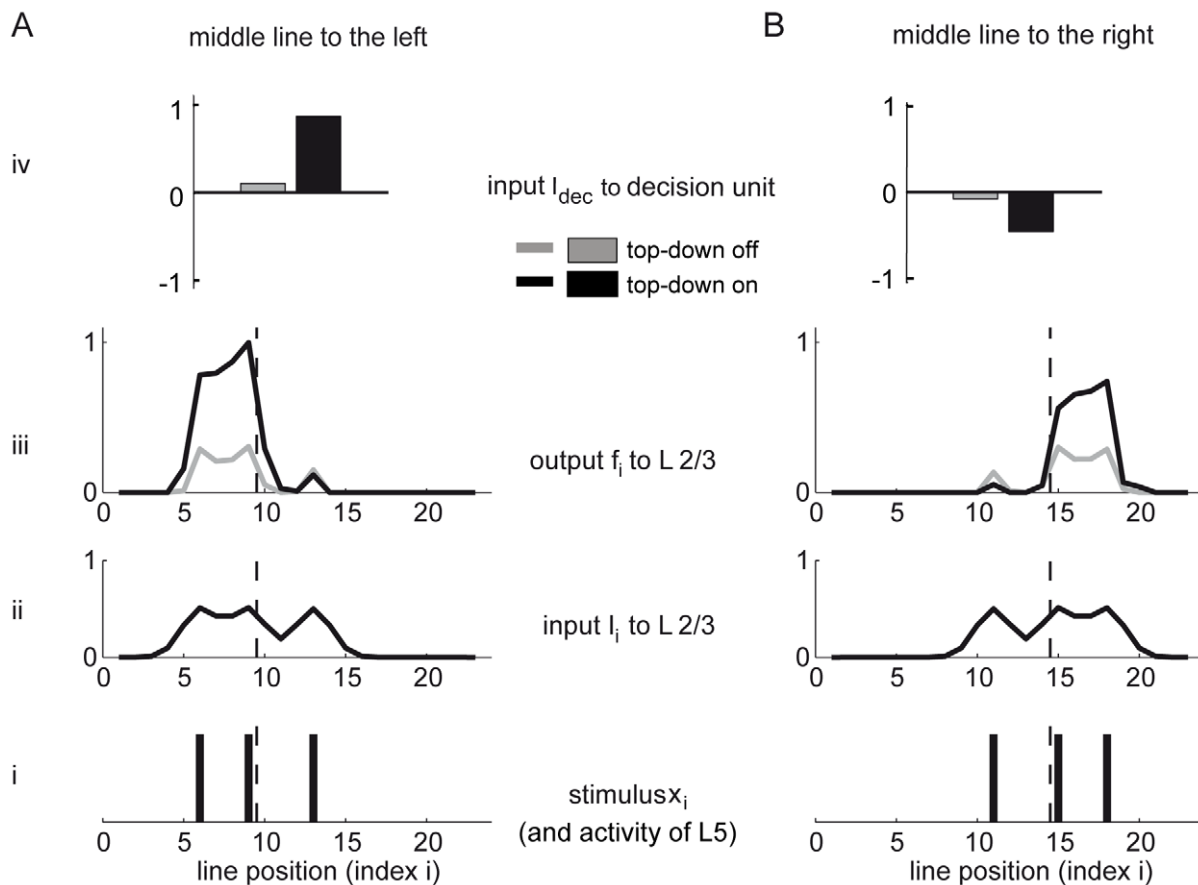 A
middle line to the left
B
middle line to the right
iv
1
0
-1
input I_dec to decision unit
top-down off
top-down on
1
0
-1
iii
1
0
0 5 10 15 20
output f_i to L 2/3
1
0
0 5 10 15 20
ii
1
0
0 5 10 15 20
input I_i to L 2/3
1
0
0 5 10 15 20
i
0 5 10 15 20
line position (index i)
stimulus x_i
(and activity of L5)
0 5 10 15 20
line position (index i)